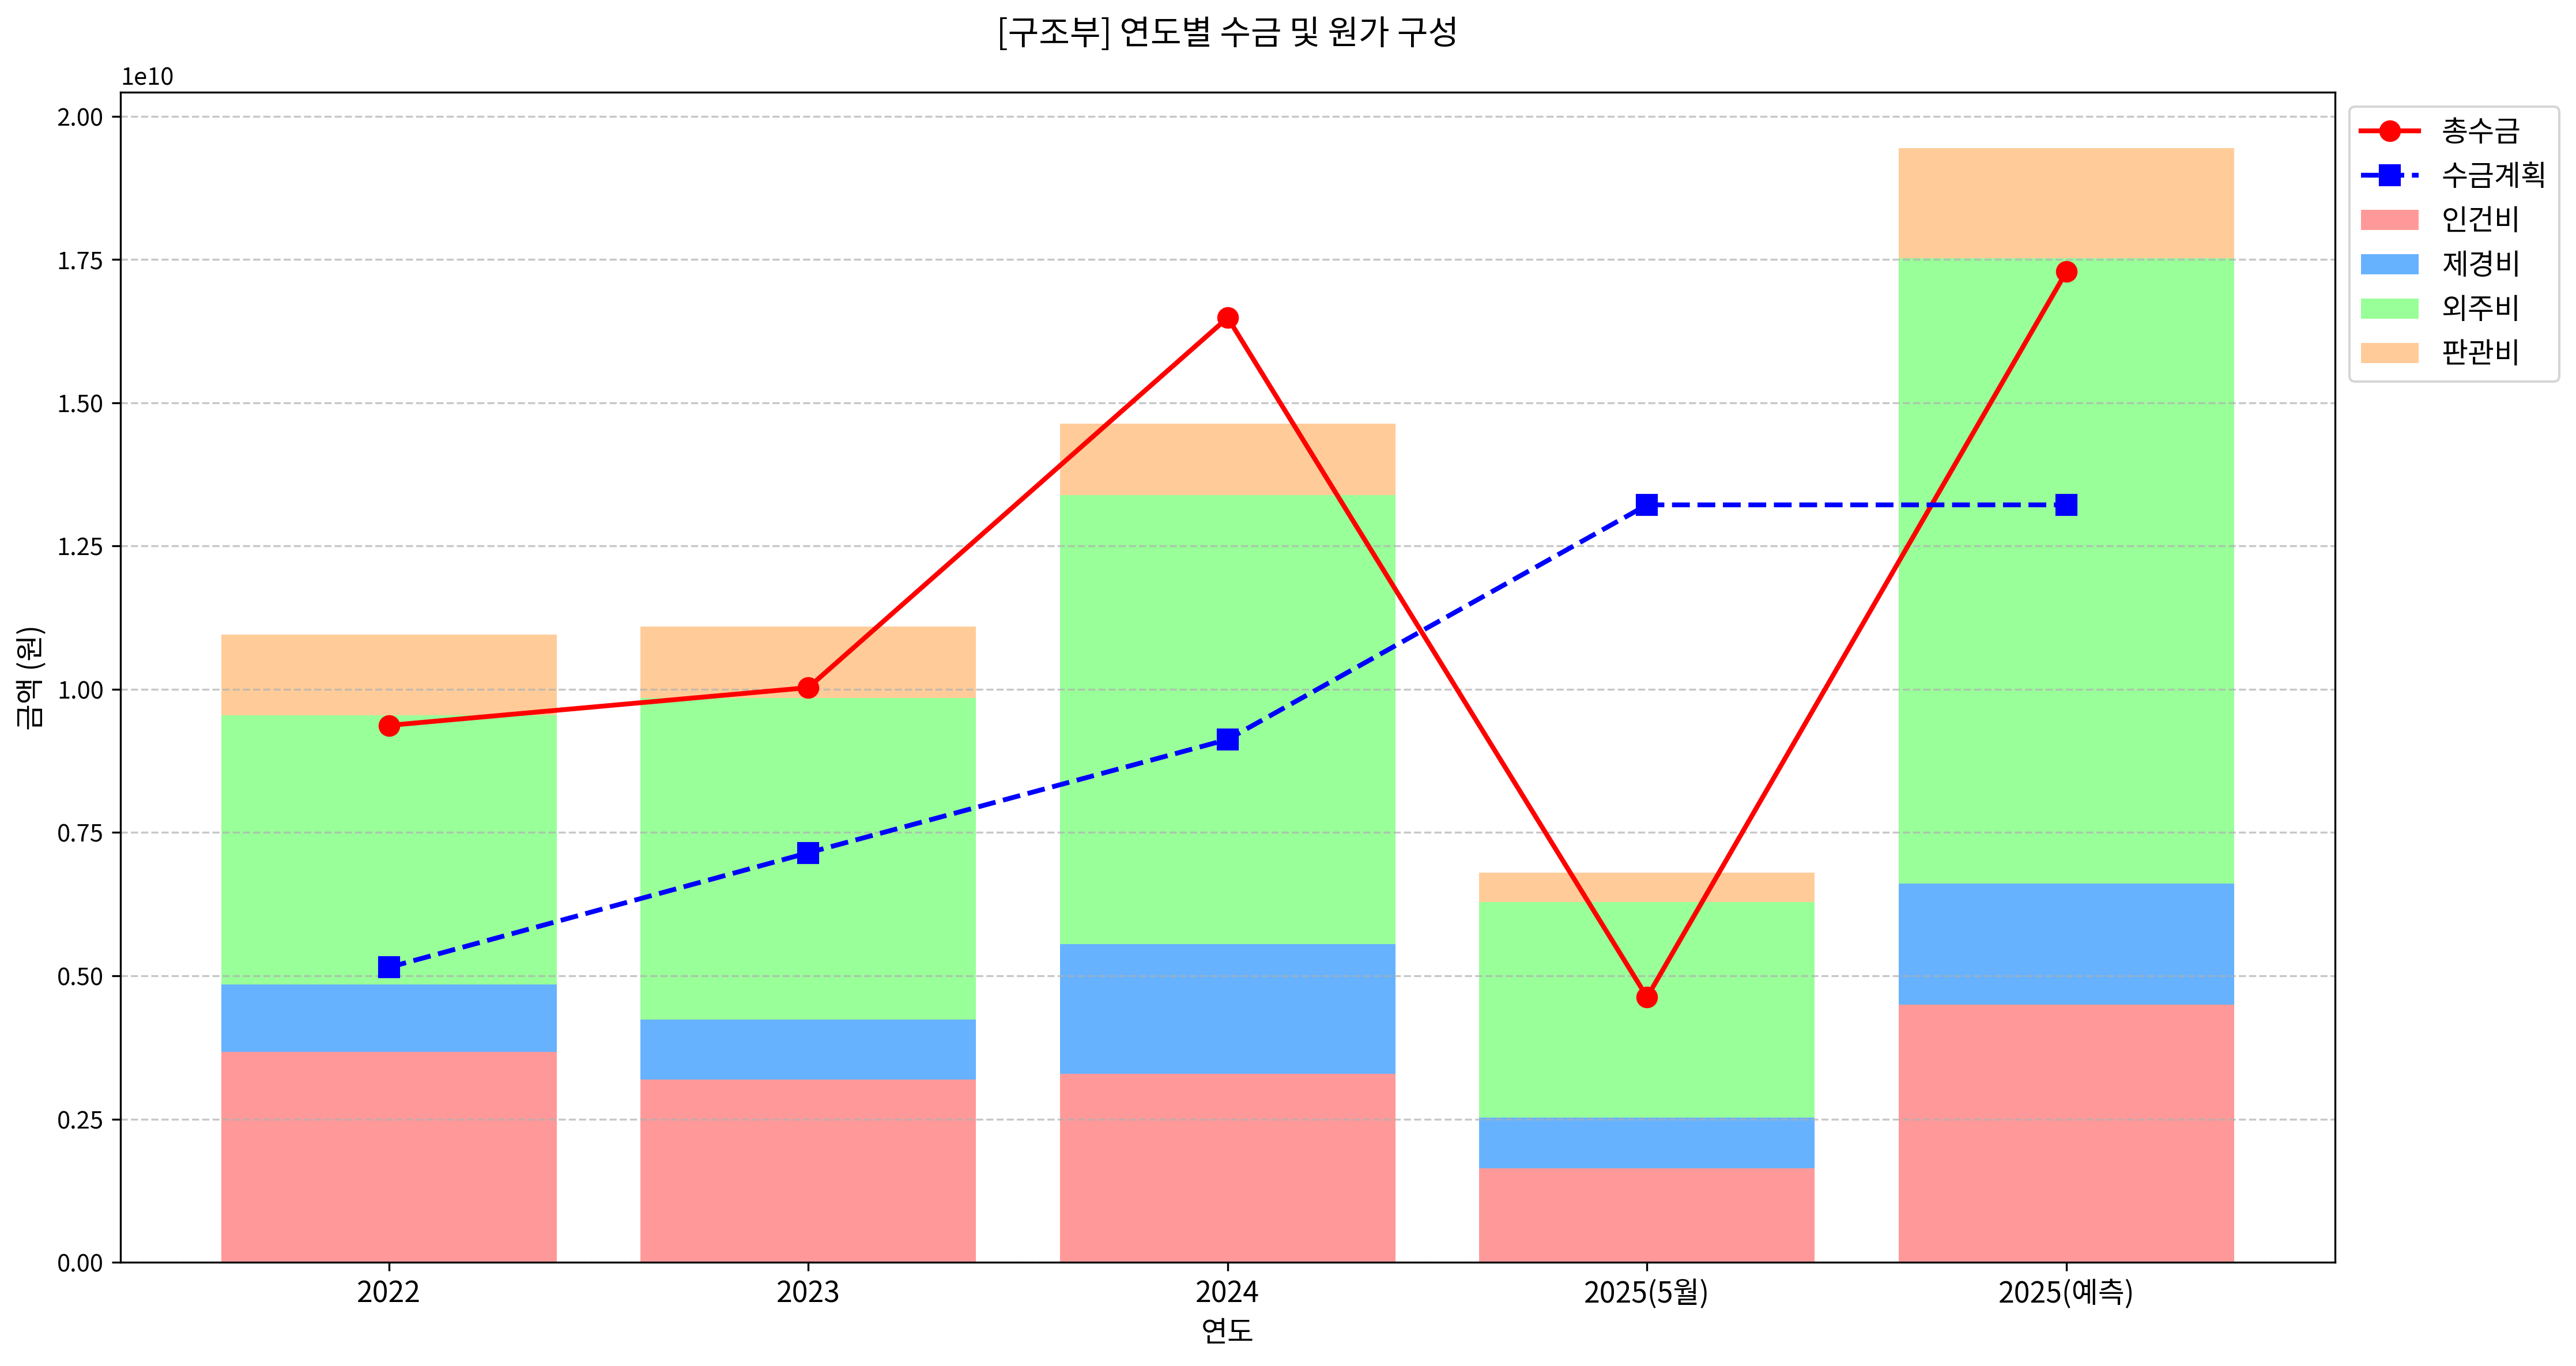 [구조부] 연도별 수금 및 원가 구성
1e10
2.00
1.75
1.50
1.25
1.00
0.75
0.50
0.25
0.00
금액 (원)
2022
2023
2024
2025(5월)
2025(예측)
연도
총수금
수금계획
인건비
제경비
외주비
판관비